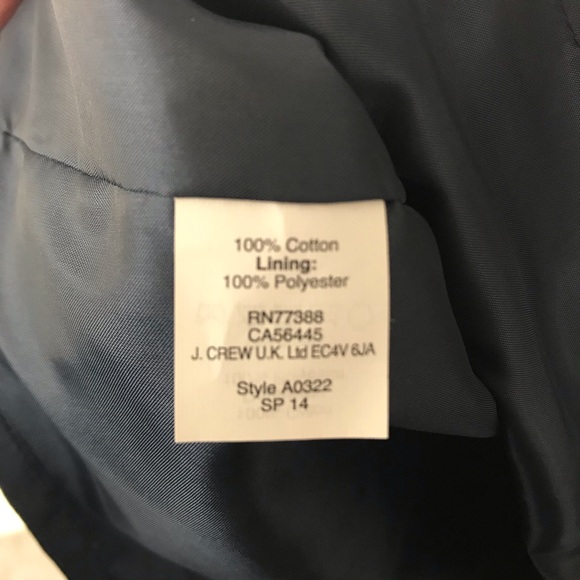 100% Cotton
Lining:
100% Polyester
RN77388
CA56445
J. CREW U.K. Ltd EC4V 6JA
Style A0322
SP 14